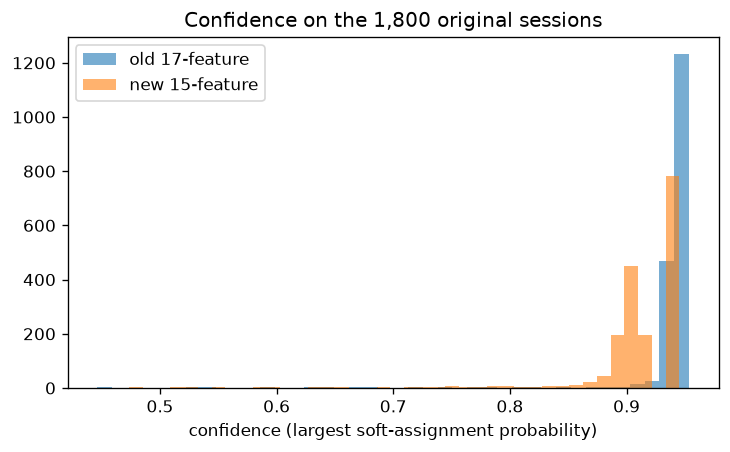 Confidence on the 1,800 original sessions
old 17-feature
new 15-feature
1200
1000
800
600
400
200
0
0.5 0.6 0.7 0.8 0.9
confidence (largest soft-assignment probability)